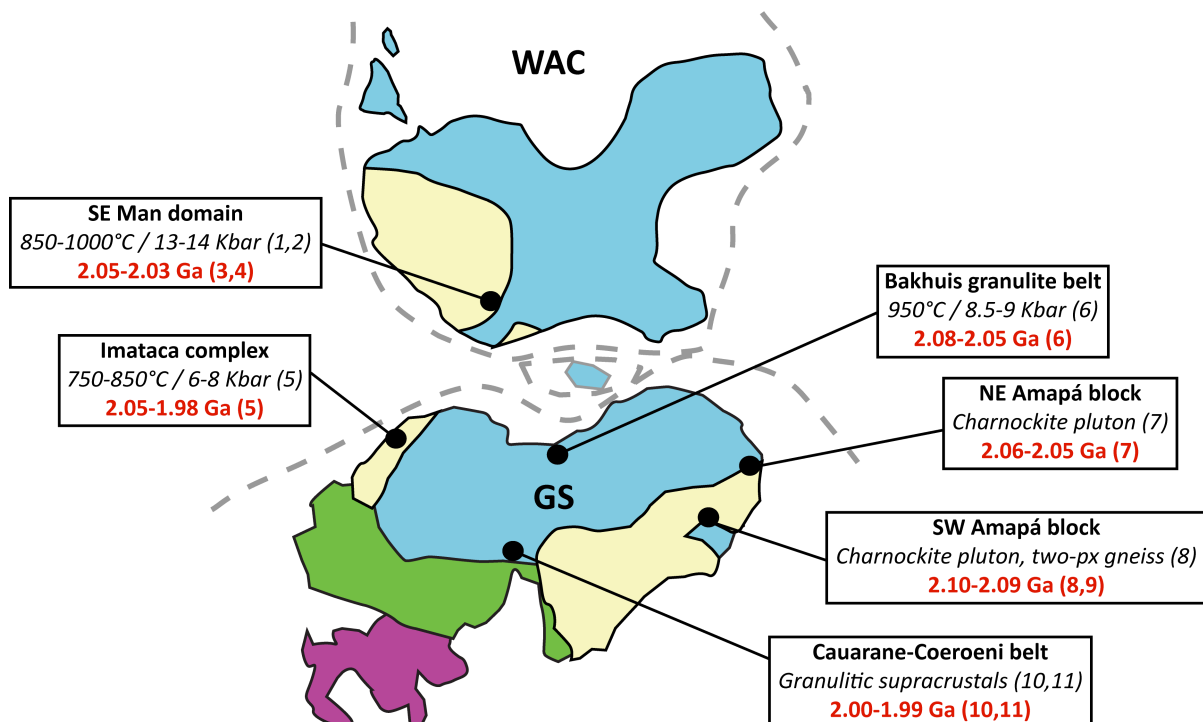 WAC
SE Man domain
850-1000°C / 13-14 Kbar (1,2)
2.05-2.03 Ga (3,4)
Bakhuis granulite belt
950°C / 8.5-9 Kbar (6)
2.08-2.05 Ga (6)
Imataca complex
750-850°C / 6-8 Kbar (5)
2.05-1.98 Ga (5)
NE Amapá block
Charnockite pluton (7)
2.06-2.05 Ga (7)
GS
SW Amapá block
Charnockite pluton, two-px gneiss (8)
2.10-2.09 Ga (8,9)
Cauarane-Coeroeni belt
Granulitic supracrustals (10,11)
2.00-1.99 Ga (10,11)